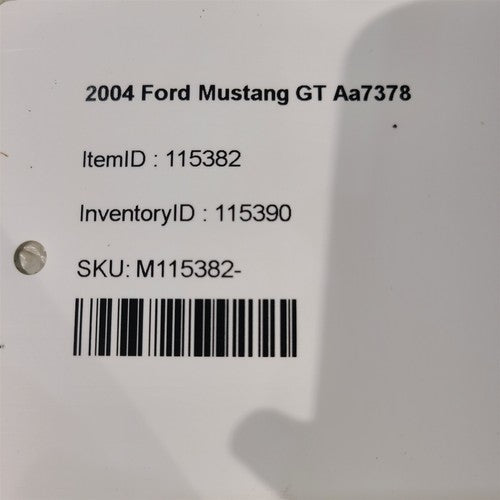 2004 Ford Mustang GT Aa7378
ItemID : 115382
InventoryID : 115390
SKU: M115382-